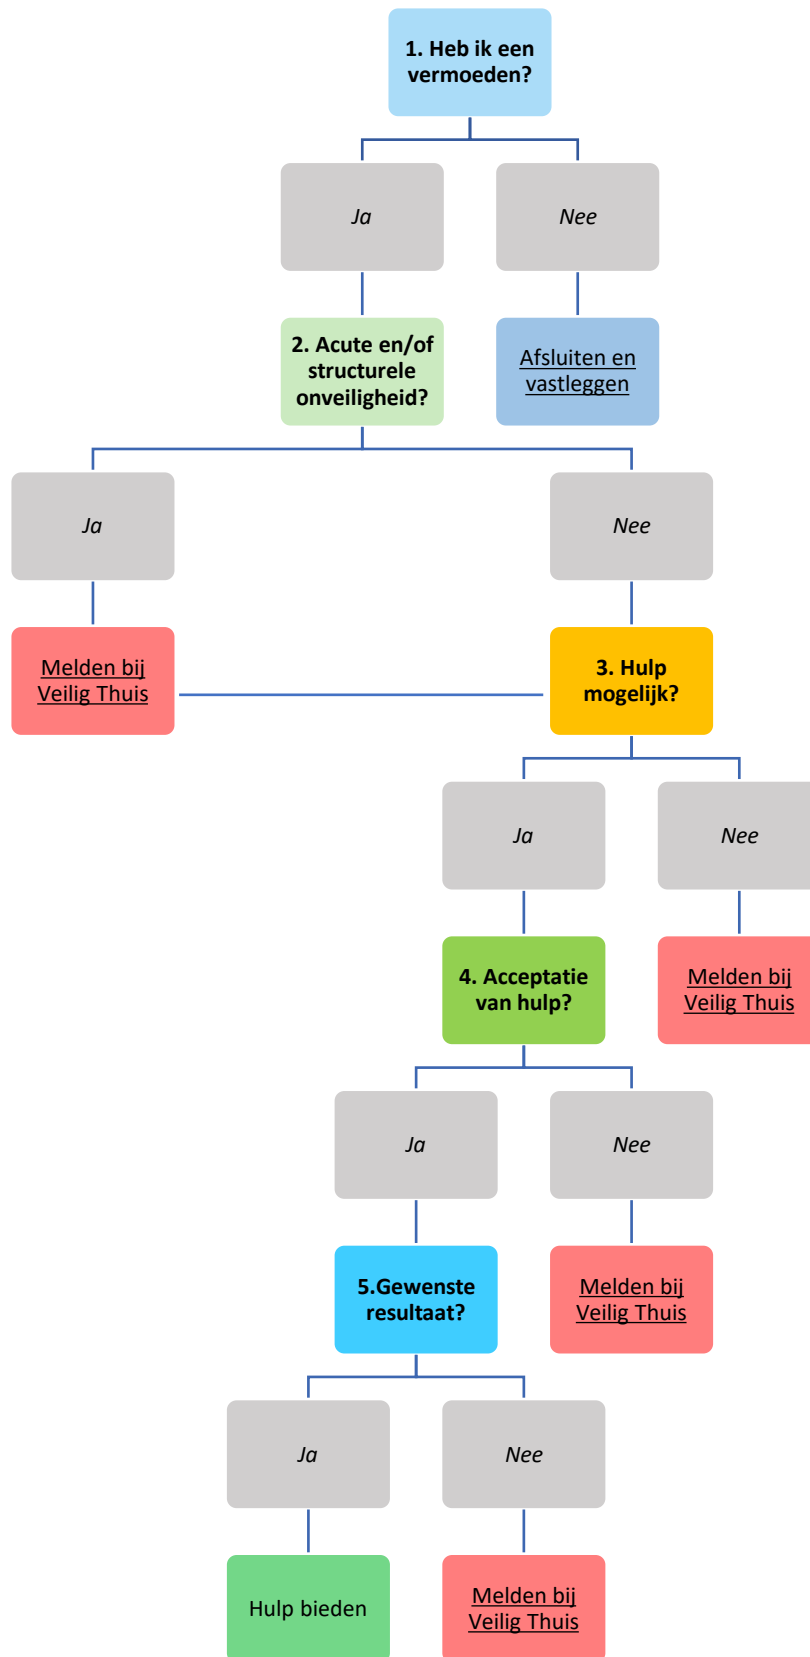 1. Heb ik een
vermoeden?
Ja
Nee
2. Acute en/of
structurele
onveiligheid?
Afsluiten en
vastleggen
Ja
Nee
Melden bij
Veilig Thuis
3. Hulp
mogelijk?
Ja
Nee
4. Acceptatie
van hulp?
Melden bij
Veilig Thuis
Ja
Nee
5.Gewenste
resultaat?
Melden bij
Veilig Thuis
Ja
Nee
Hulp bieden
Melden bij
Veilig Thuis